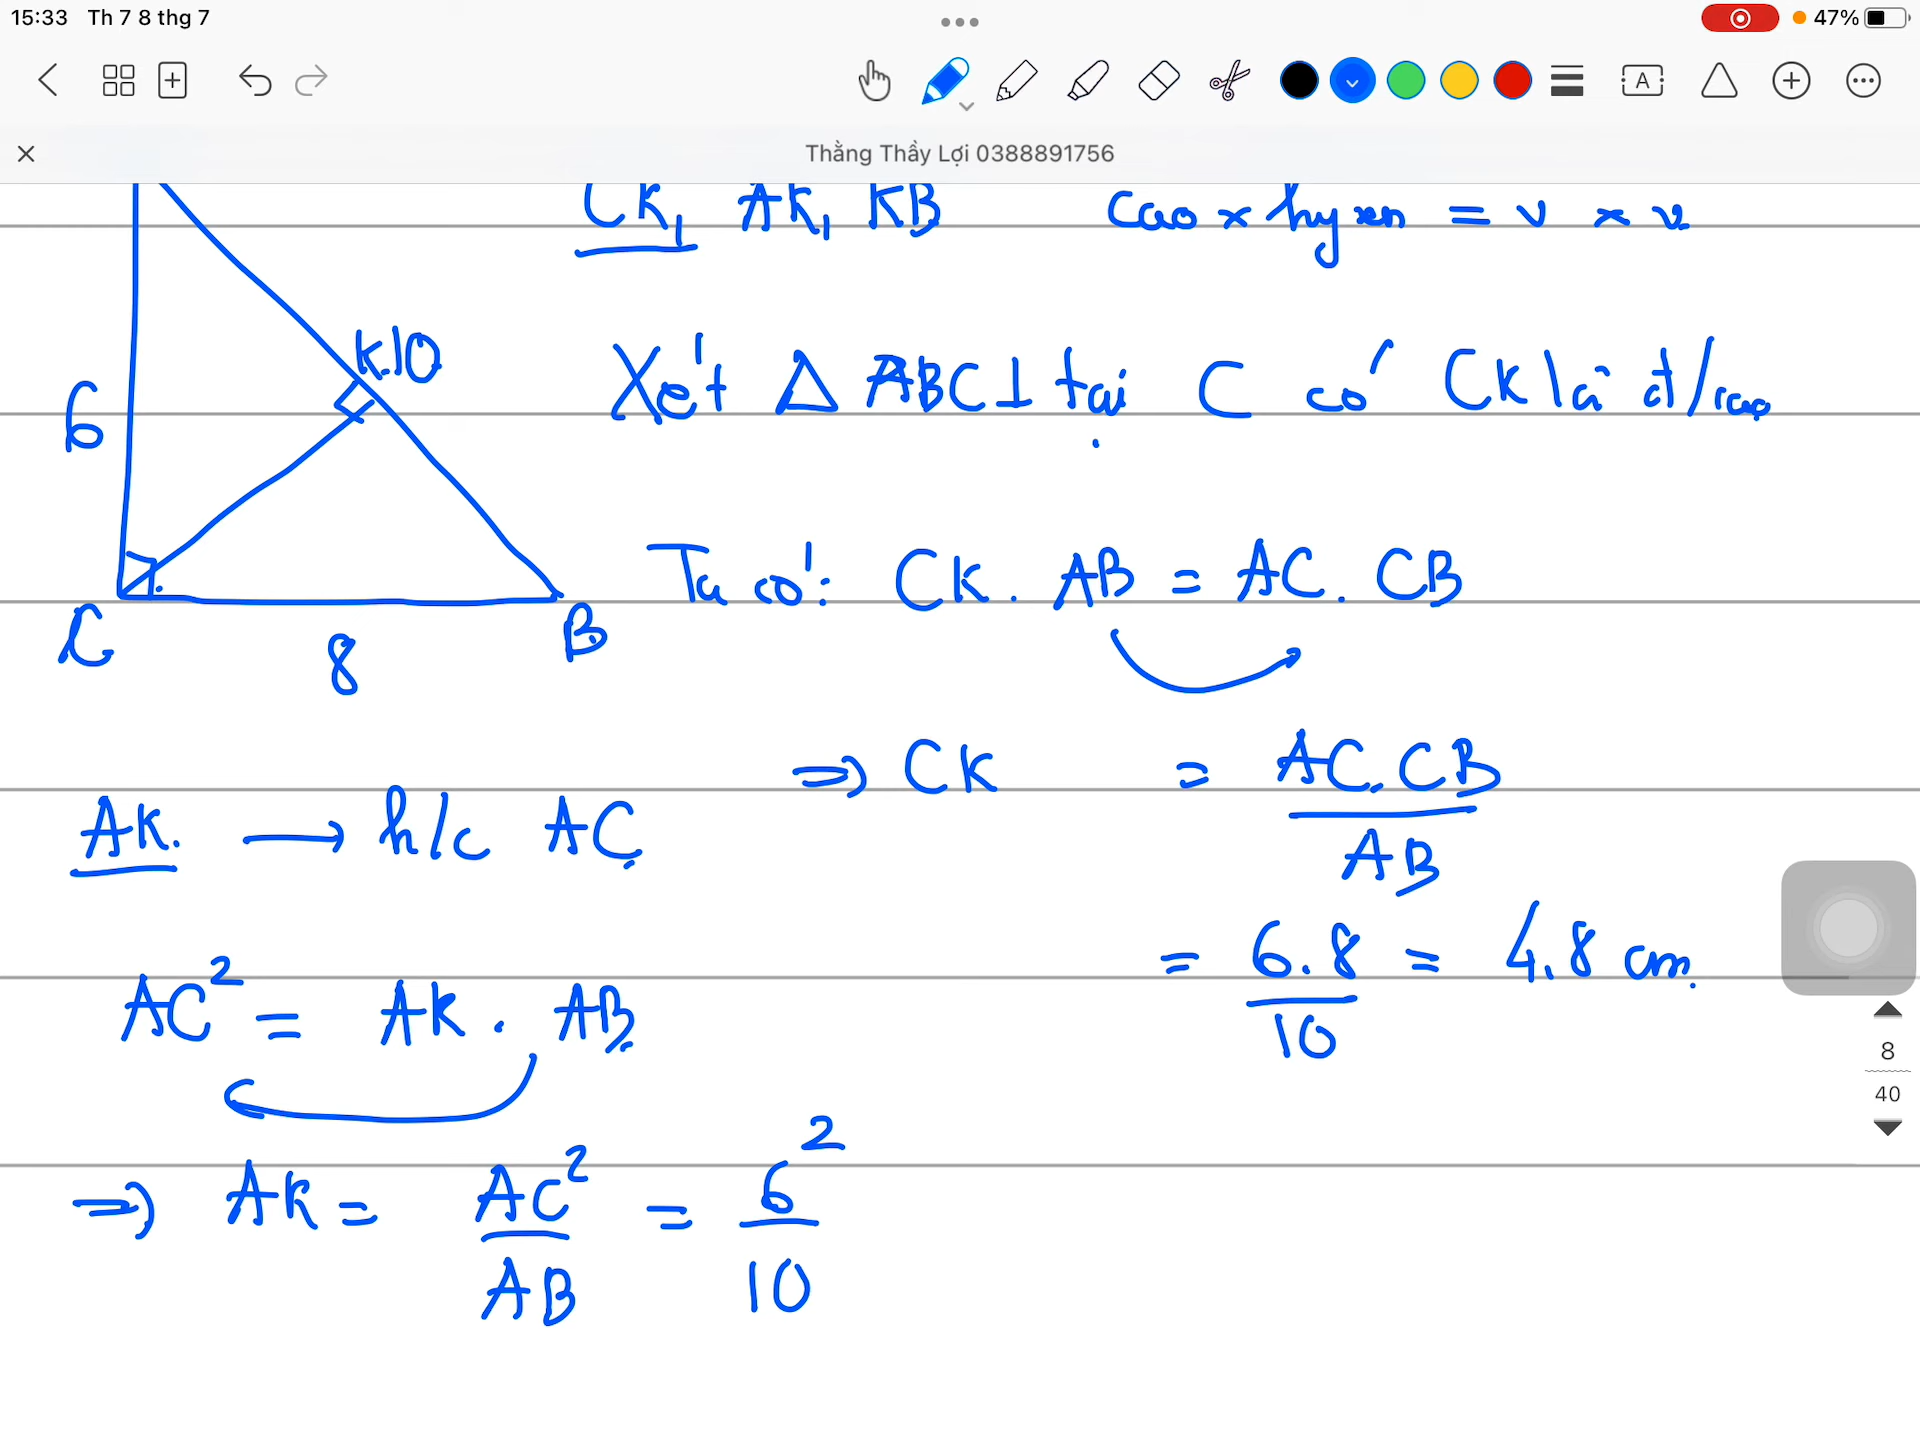 15:33 Th 7 8 thg 7
47%
A
Thằng Thầy Lợi 0388891756
CK, AK, KB
Cao x huyen = v x v
K 10
6
Xét Δ ABC ⊥ tại C có CK là đ/cao
Ta có: CK . AB = AC . CB
C
8
B
=> CK = AC.CB / AB
AK. → h/c AC
= 6.8 / 10 = 4,8 cm.
AC² = AK . AB
8
40
=> AK = AC² / AB = 6² / 10